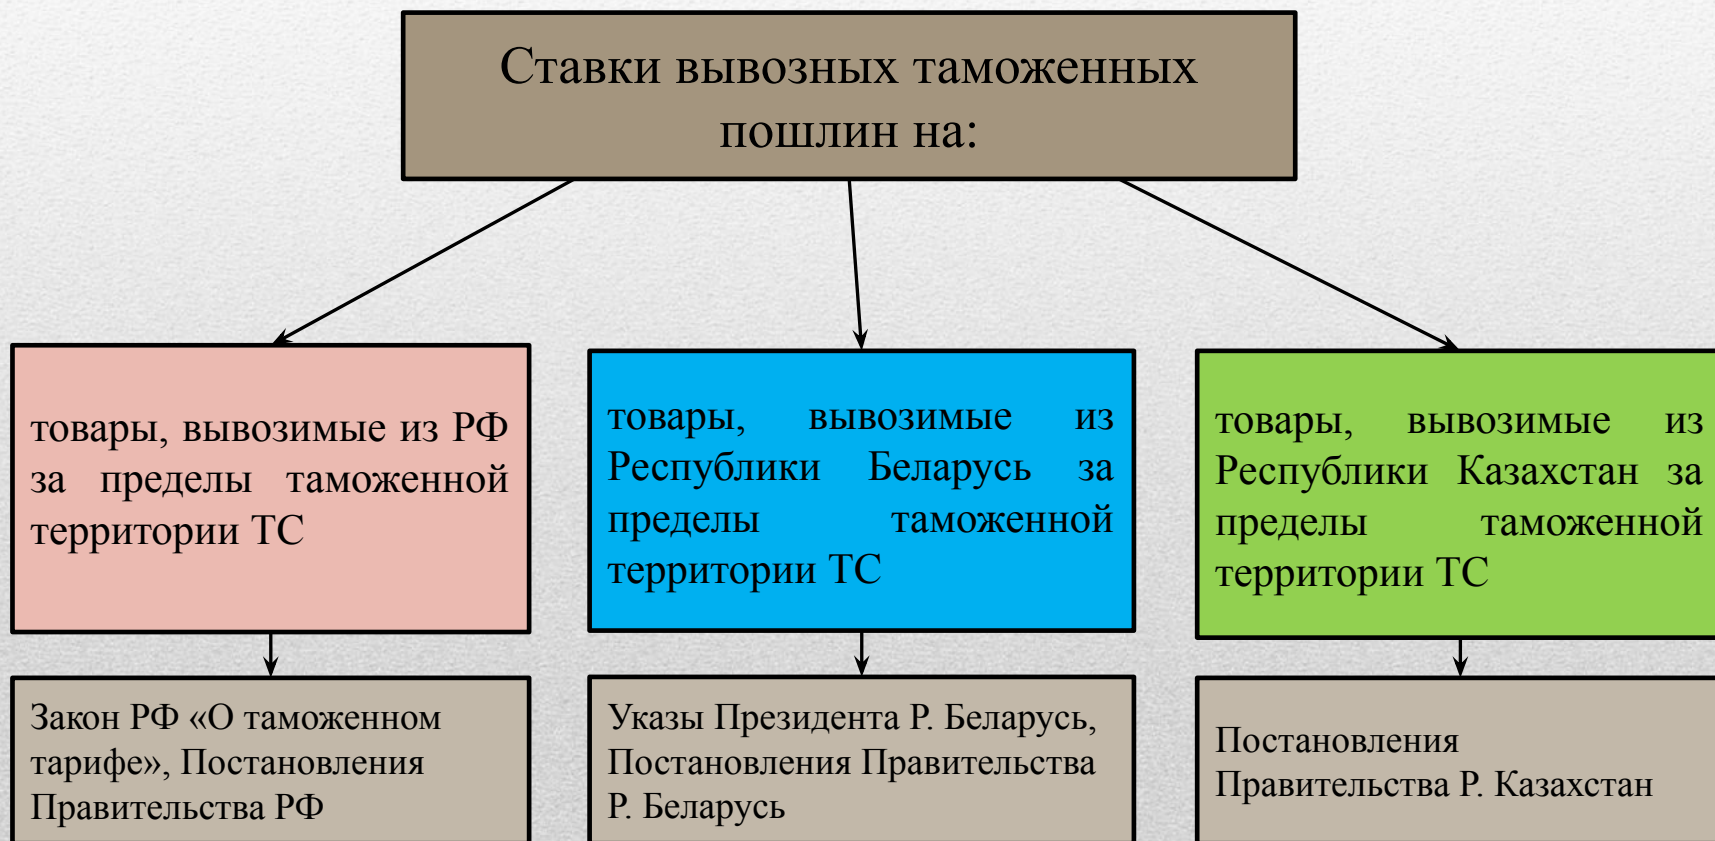 Ставки вывозных таможенных
пошлин на:
товары, вывозимые из РФ
за пределы таможенной
территории ТС
товары, вывозимые из
Республики Беларусь за
пределы таможенной
территории ТС
товары, вывозимые из
Республики Казахстан за
пределы таможенной
территории ТС
Закон РФ «О таможенном
тарифе», Постановления
Правительства РФ
Указы Президента Р. Беларусь,
Постановления Правительства
Р. Беларусь
Постановления
Правительства Р. Казахстан